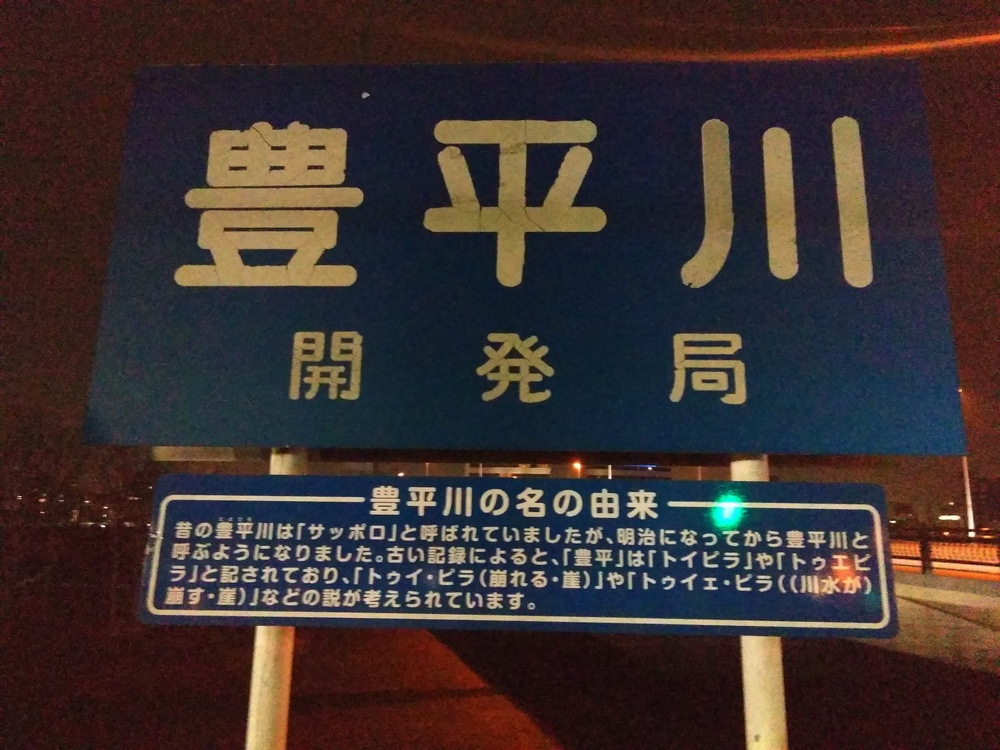 豊平川
開発局
豊平川の名の由来
昔の豊平川は「サッポロ」と呼ばれていましたが、明治になってから豊平川と
呼ぶようになりました。古い記録によると、「豊平」は「トイピラ」や「トゥエピ
ラ」と記されており、「トゥイ・ピラ(崩れる・崖)」や「トゥイェ・ピラ((川水が)
崩す・崖)」などの説が考えられています。